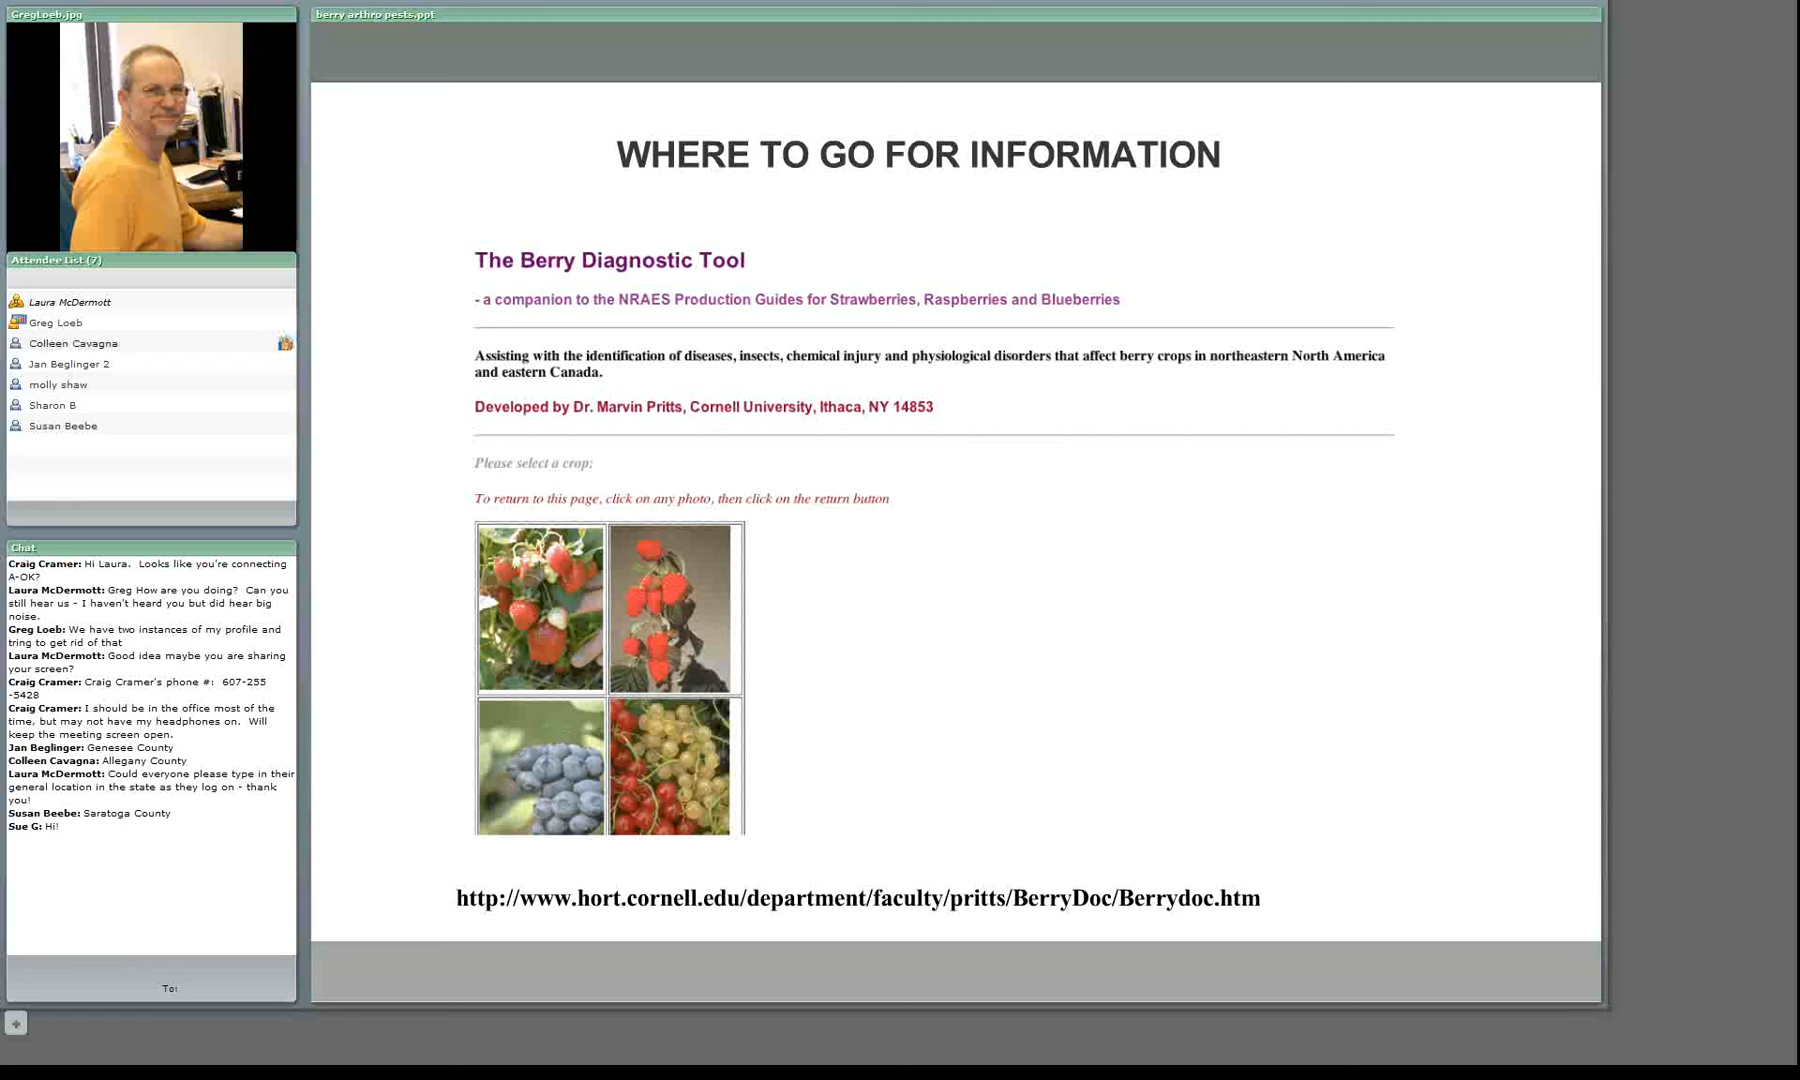 GregLoeb.jpg
berry arthro pests.ppt
Attendee List (7)
Laura McDermott
Greg Loeb
Colleen Cavagna
Jan Beglinger 2
molly shaw
Sharon B
Susan Beebe
Chat
Craig Cramer: Hi Laura. Looks like you're connecting
A-OK?
Laura McDermott: Greg How are you doing? Can you
still hear us - I haven't heard you but did hear big
noise.
Greg Loeb: We have two instances of my profile and
tring to get rid of that
Laura McDermott: Good idea maybe you are sharing
your screen?
Craig Cramer: Craig Cramer's phone #: 607-255
-5428
Craig Cramer: I should be in the office most of the
time, but may not have my headphones on. Will
keep the meeting screen open.
Jan Beglinger: Genesee County
Colleen Cavagna: Allegany County
Laura McDermott: Could everyone please type in their
general location in the state as they log on - thank
you!
Susan Beebe: Saratoga County
Sue G: Hi!
To:
WHERE TO GO FOR INFORMATION
The Berry Diagnostic Tool
- a companion to the NRAES Production Guides for Strawberries, Raspberries and Blueberries
Assisting with the identification of diseases, insects, chemical injury and physiological disorders that affect berry crops in northeastern North America
and eastern Canada.
Developed by Dr. Marvin Pritts, Cornell University, Ithaca, NY 14853
Please select a crop;
To return to this page, click on any photo, then click on the return button
http://www.hort.cornell.edu/department/faculty/pritts/BerryDoc/Berrydoc.htm